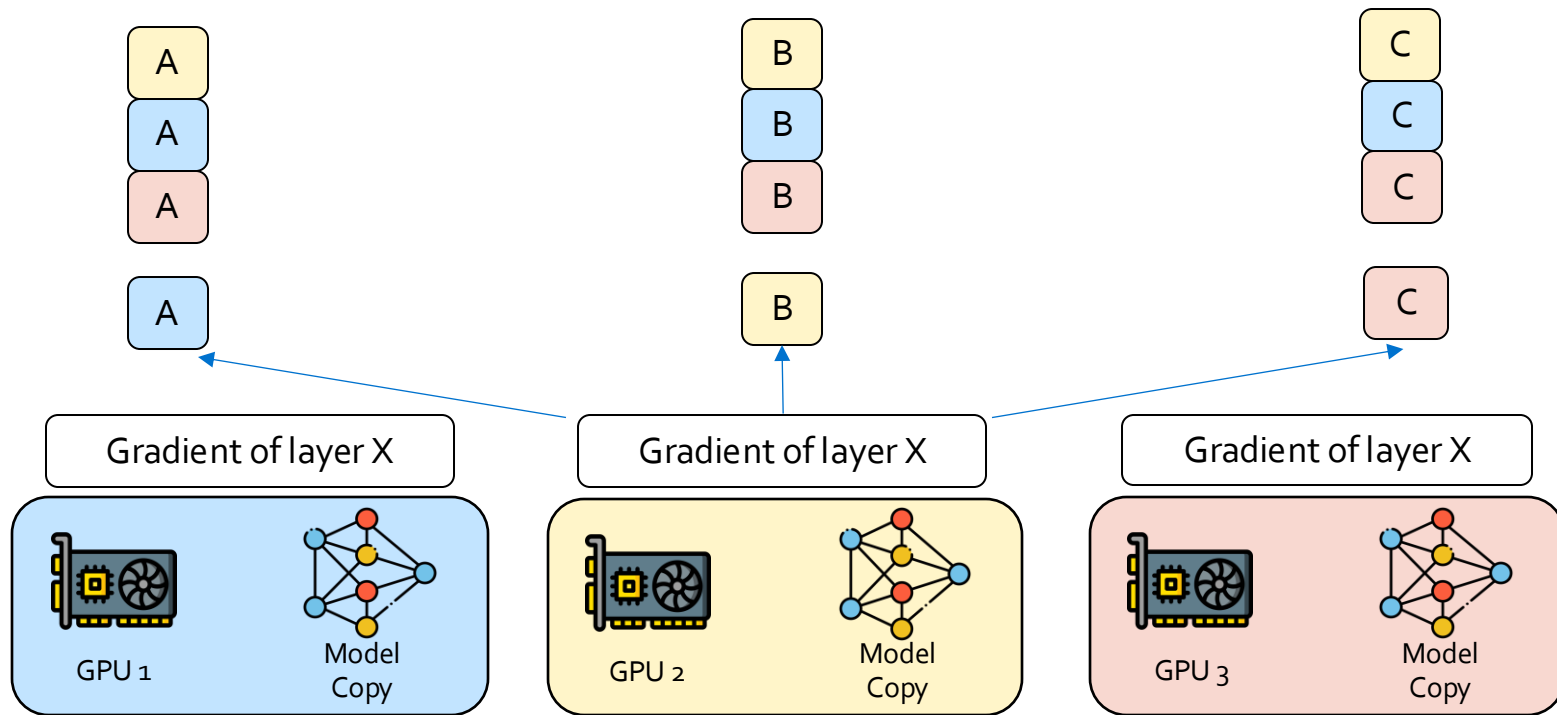 A
B
C
A
B
C
A
B
C
A
B
C
Gradient of layer X
Gradient of layer X
Gradient of layer X
GPU 1
Model
Copy
GPU 2
Model
Copy
GPU 3
Model
Copy